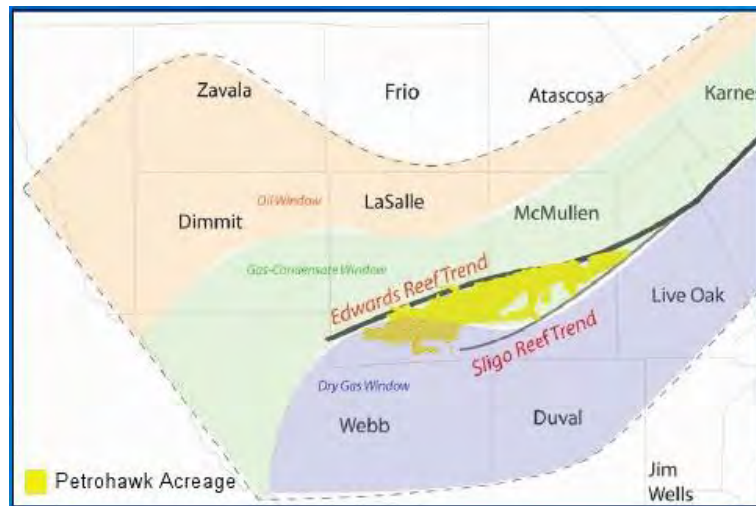 Zavala
Frio
Atascosa
Karnes
Oil Window
LaSalle
Dimmit
McMullen
Gas-Condensate Window
Edwards Reef Trend
Live Oak
Sligo Reef Trend
Dry Gas Window
Webb
Duval
Petrohawk Acreage
Jim
Wells